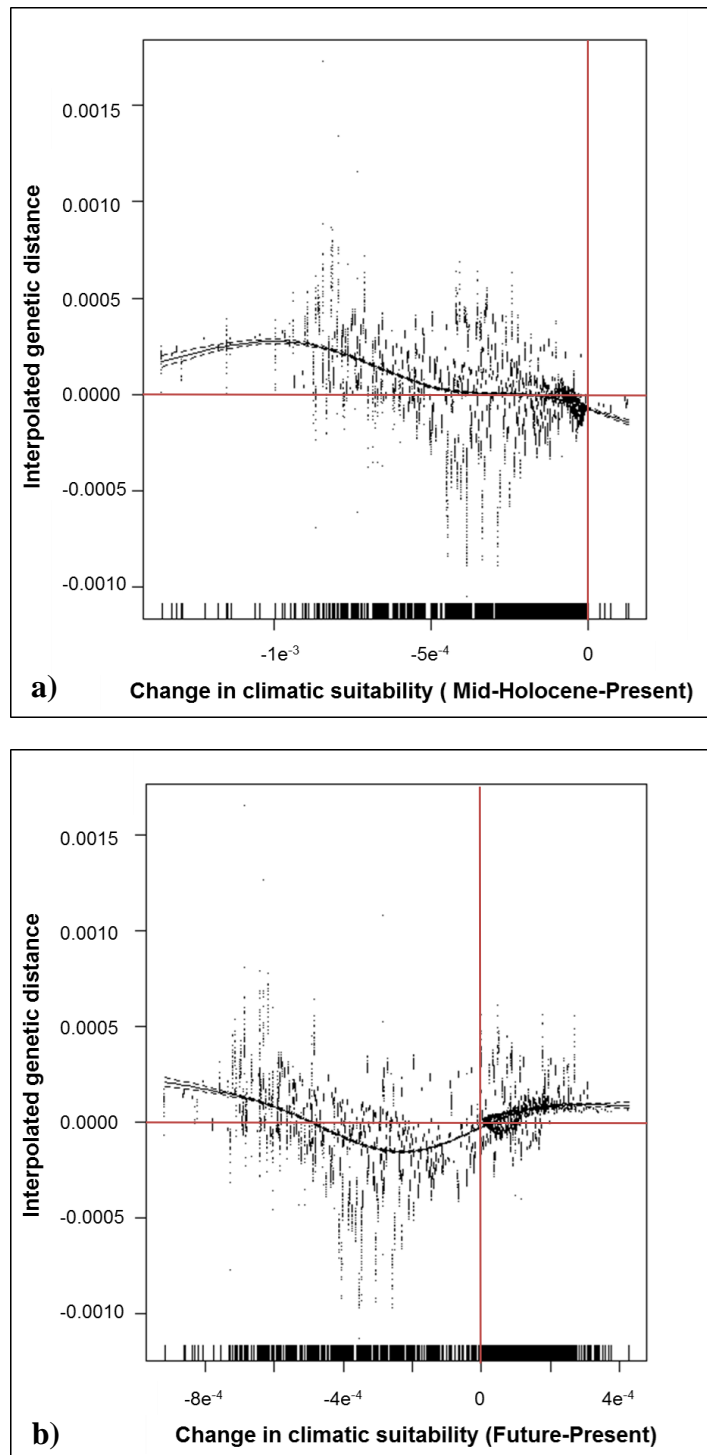 0.0015
0.0010
0.0005
0.0000
-0.0005
-0.0010
Interpolated genetic distance
-1e-3
-5e-4
0
a)
Change in climatic suitability ( Mid-Holocene-Present)
0.0015
0.0010
0.0005
0.0000
-0.0005
-0.0010
Interpolated genetic distance
-8e-4
-4e-4
0
4e-4
b)
Change in climatic suitability (Future-Present)